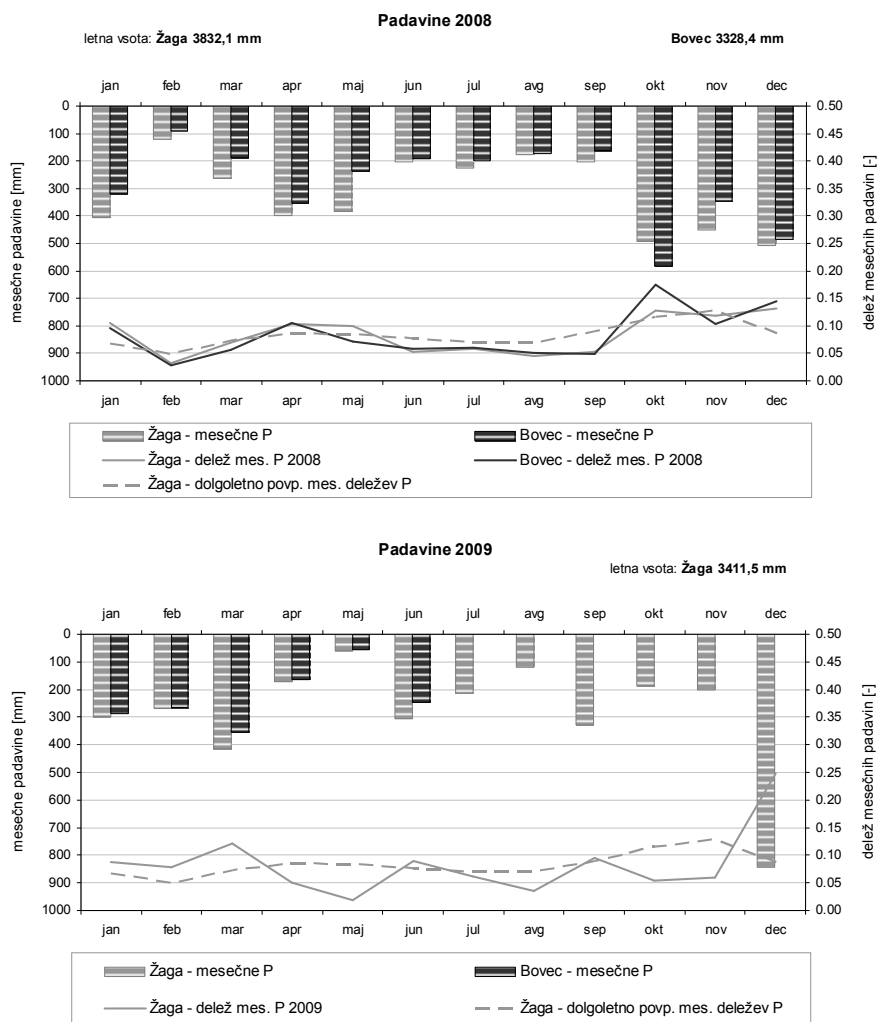 Padavine 2008
letna vsota: Žaga 3832,1 mm
Bovec 3328,4 mm
jan feb mar apr maj jun jul avg sep okt nov dec
0 0.50
100 0.45
200 0.40
300 0.35
400 0.30
500 0.25
600 0.20
700 0.15
800 0.10
900 0.05
1000 0.00
mesečne padavine [mm]
delež mesečnih padavin [-]
jan feb mar apr maj jun jul avg sep okt nov dec
Žaga - mesečne P
Bovec - mesečne P
Žaga - delež mes. P 2008
Bovec - delež mes. P 2008
Žaga - dolgoletno povp. mes. deležev P
Padavine 2009
letna vsota: Žaga 3411,5 mm
jan feb mar apr maj jun jul avg sep okt nov dec
0 0.50
100 0.45
200 0.40
300 0.35
400 0.30
500 0.25
600 0.20
700 0.15
800 0.10
900 0.05
1000 0.00
mesečne padavine [mm]
delež mesečnih padavin [-]
jan feb mar apr maj jun jul avg sep okt nov dec
Žaga - mesečne P
Bovec - mesečne P
Žaga - delež mes. P 2009
Žaga - dolgoletno povp. mes. deležev P